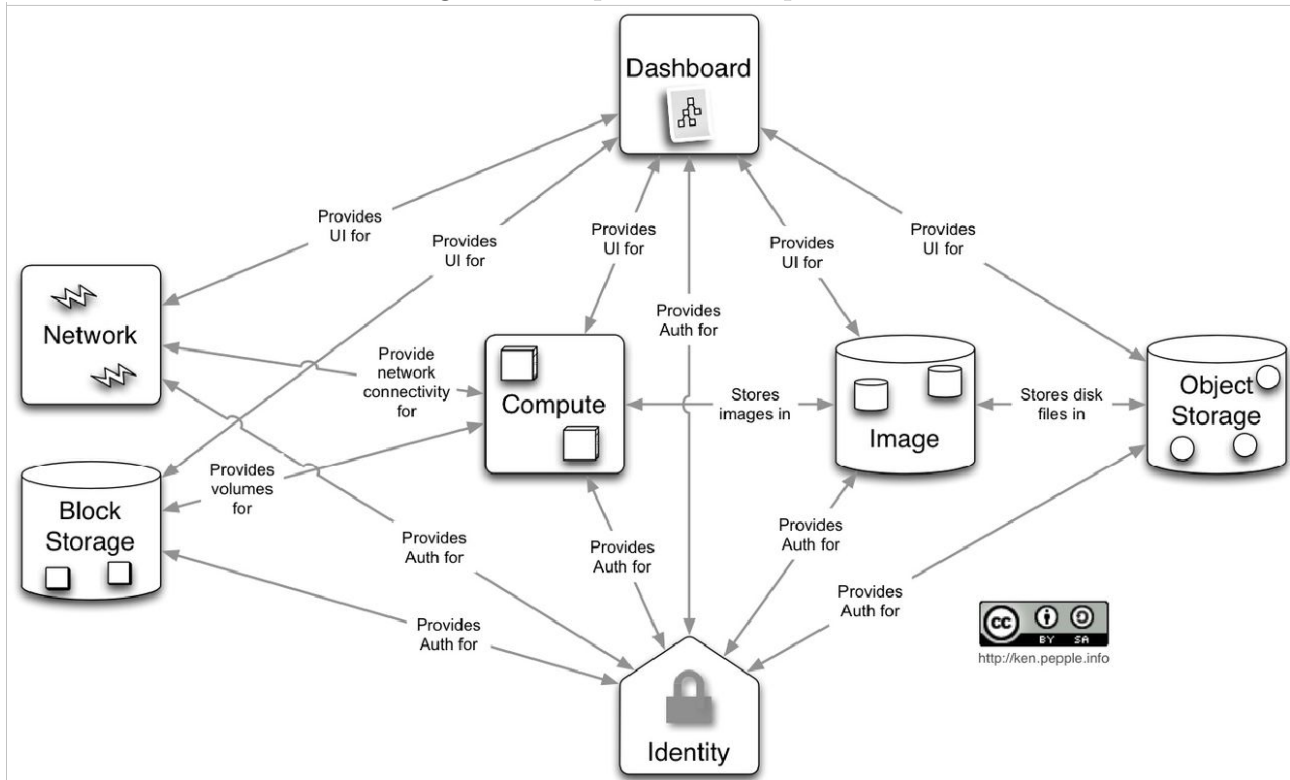 Dashboard
Provides
UI for
Provides
UI for
Provides
UI for
Provides
UI for
Provides
UI for
Network
Provides
Auth for
Provide
network
connectivity
for
Compute
Stores
images in
Image
Stores disk
files in
Object
Storage
Block
Storage
Provides
volumes
for
Provides
Auth for
Provides
Auth for
Provides
Auth for
Provides
Auth for
Provides
Auth for
cc
BY SA
http://ken.pepple.info
Identity